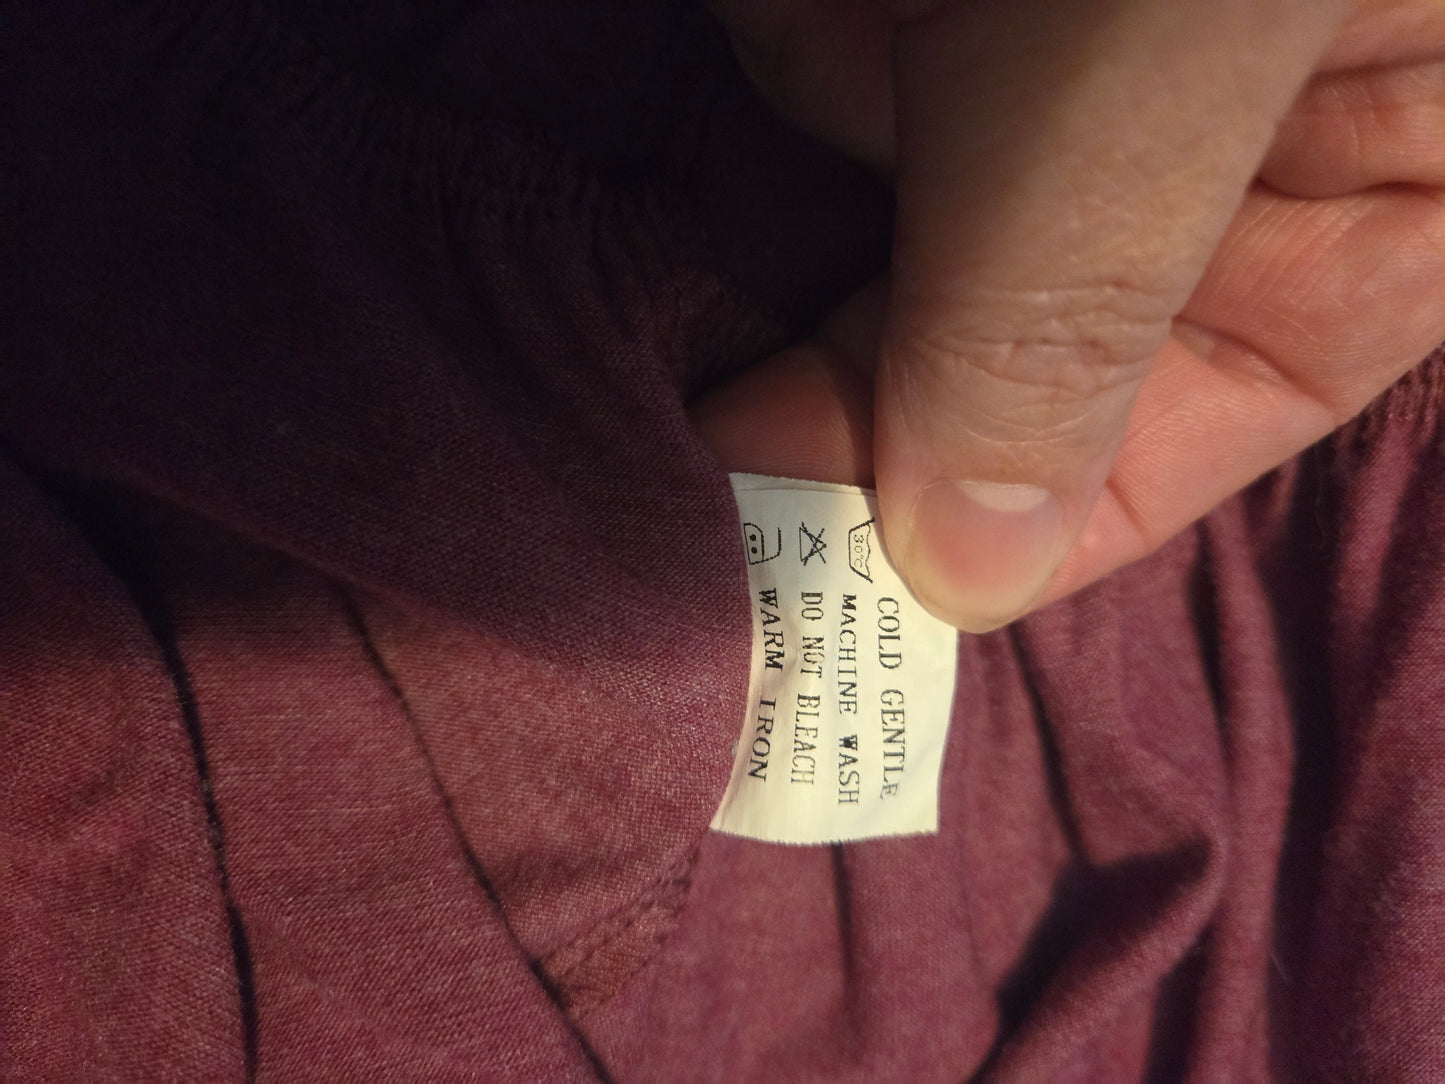 COLD GENTLE
30°C MACHINE WASH
DO NOT BLEACH
WARM IRON